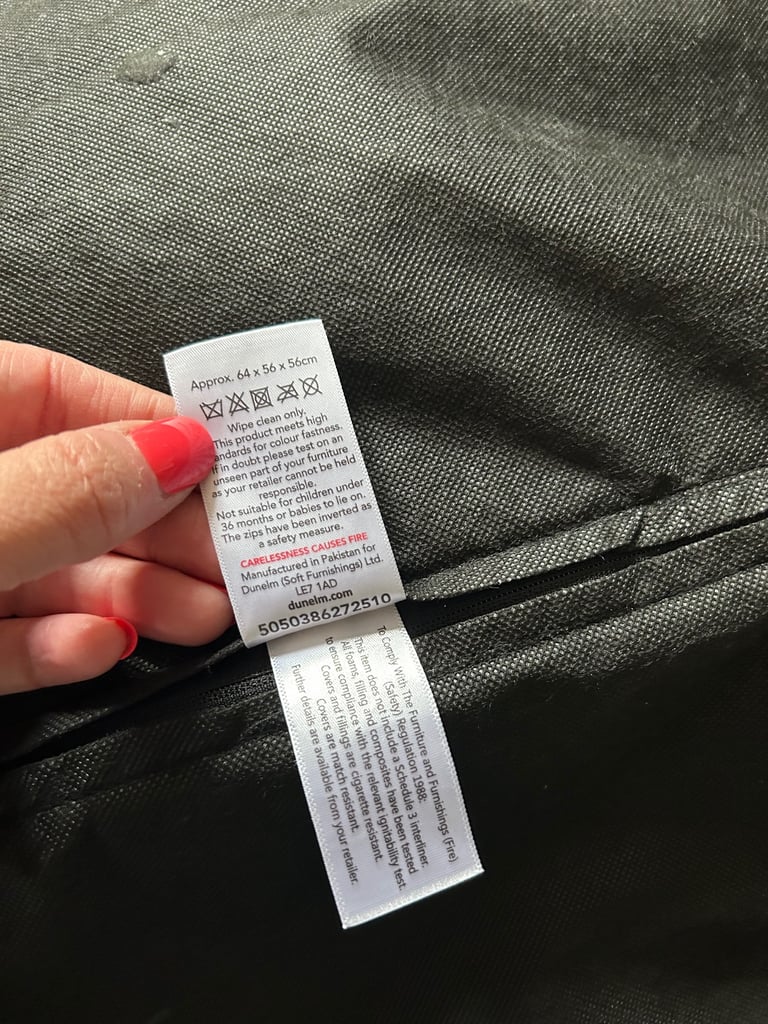 Approx. 64 x 56 x 56cm
Wipe clean only.
This product meets high
andards for colour fastness.
If in doubt please test on an
unseen part of your furniture
as your retailer cannot be held
responsible.
Not suitable for children under
36 months or babies to lie on.
The zips have been inverted as
a safety measure.
CARELESSNESS CAUSES FIRE
Manufactured in Pakistan for
Dunelm (Soft Furnishings) Ltd.
LE7 1AD
dunelm.com
5050386272510
To Comply With The Furniture and Furnishings (Fire)
(Safety) Regulation 1988:
This item does not include a Schedule 3 interliner.
All foams, filling and composites have been tested
to ensure compliance with the relevant ignitability test.
Covers and fillings are cigarette resistant.
Covers are match resistant.
Further details are available from your retailer.